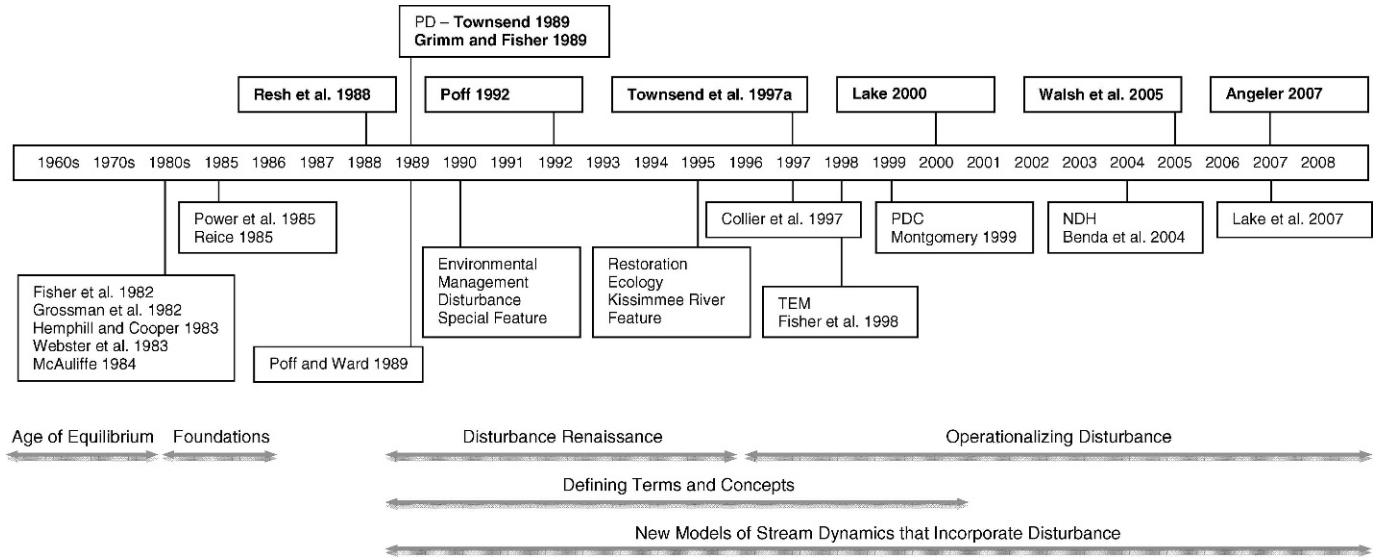 PD – Townsend 1989
Grimm and Fisher 1989
Resh et al. 1988
Poff 1992
Townsend et al. 1997a
Lake 2000
Walsh et al. 2005
Angeler 2007
1960s 1970s 1980s 1985 1986 1987 1988 1989 1990 1991 1992 1993 1994 1995 1996 1997 1998 1999 2000 2001 2002 2003 2004 2005 2006 2007 2008
Power et al. 1985
Reice 1985
Collier et al. 1997
PDC
Montgomery 1999
NDH
Benda et al. 2004
Lake et al. 2007
Fisher et al. 1982
Grossman et al. 1982
Hemphill and Cooper 1983
Webster et al. 1983
McAuliffe 1984
Environmental
Management
Disturbance
Special Feature
Restoration
Ecology
Kissimmee River
Feature
TEM
Fisher et al. 1998
Poff and Ward 1989
Age of Equilibrium
Foundations
Disturbance Renaissance
Operationalizing Disturbance
Defining Terms and Concepts
New Models of Stream Dynamics that Incorporate Disturbance